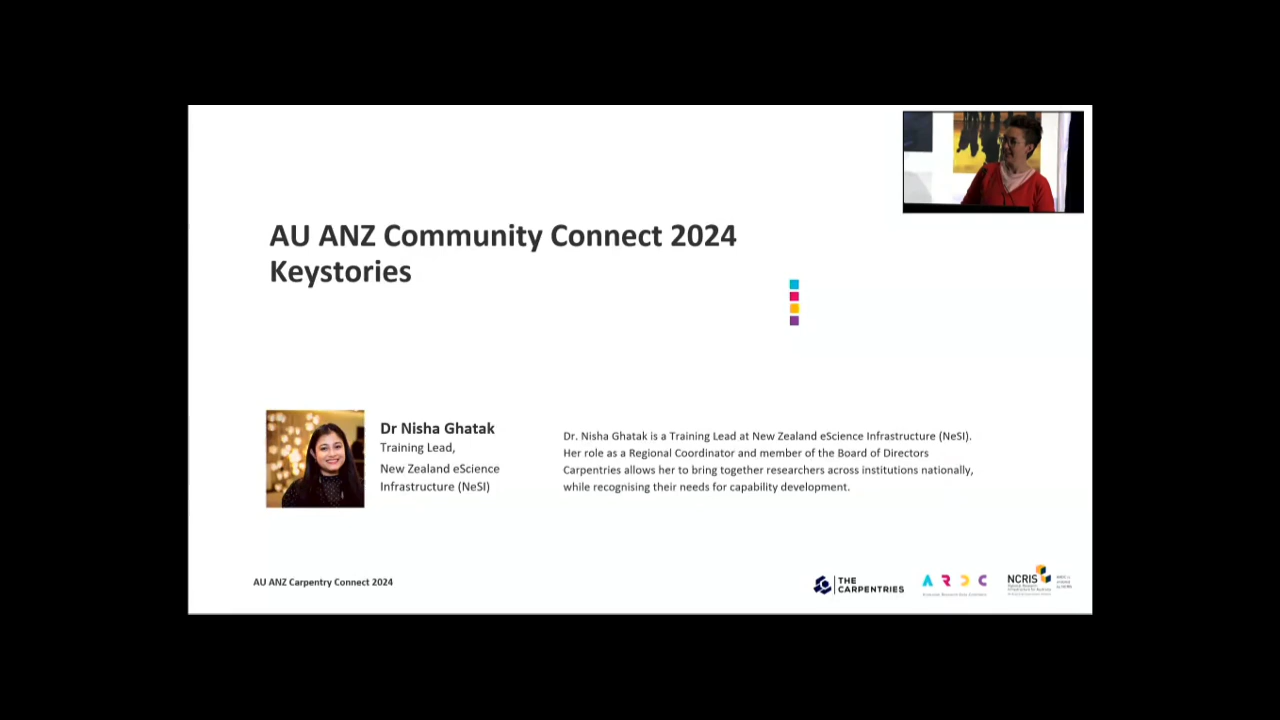 AU ANZ Community Connect 2024
Keystories
Dr Nisha Ghatak
Training Lead,
New Zealand eScience
Infrastructure (NeSI)
Dr. Nisha Ghatak is a Training Lead at New Zealand eScience Infrastructure (NeSI).
Her role as a Regional Coordinator and member of the Board of Directors
Carpentries allows her to bring together researchers across institutions nationally,
while recognising their needs for capability development.
AU ANZ Carpentry Connect 2024
THE
CARPENTRIES
ARDC
NCRIS